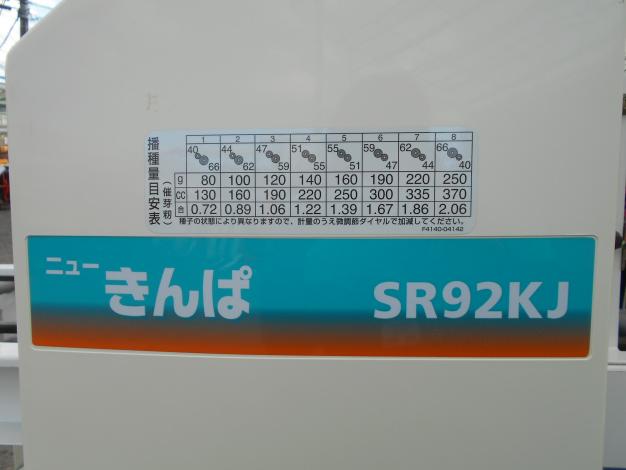 播種量目安表
(催芽籾)
1 2 3 4 5 6 7 8
40 66 44 62 47 59 51 55 55 51 59 47 62 44 66 40
g 80 100 120 140 160 190 220 250
CC 130 160 190 220 250 300 335 370
合 0.72 0.89 1.06 1.22 1.39 1.67 1.86 2.06
種子の状態により異なりますので、計量のうえ微調節ダイヤルで加減してください。
F4140-04142
ニュー
きんぱ SR92KJ